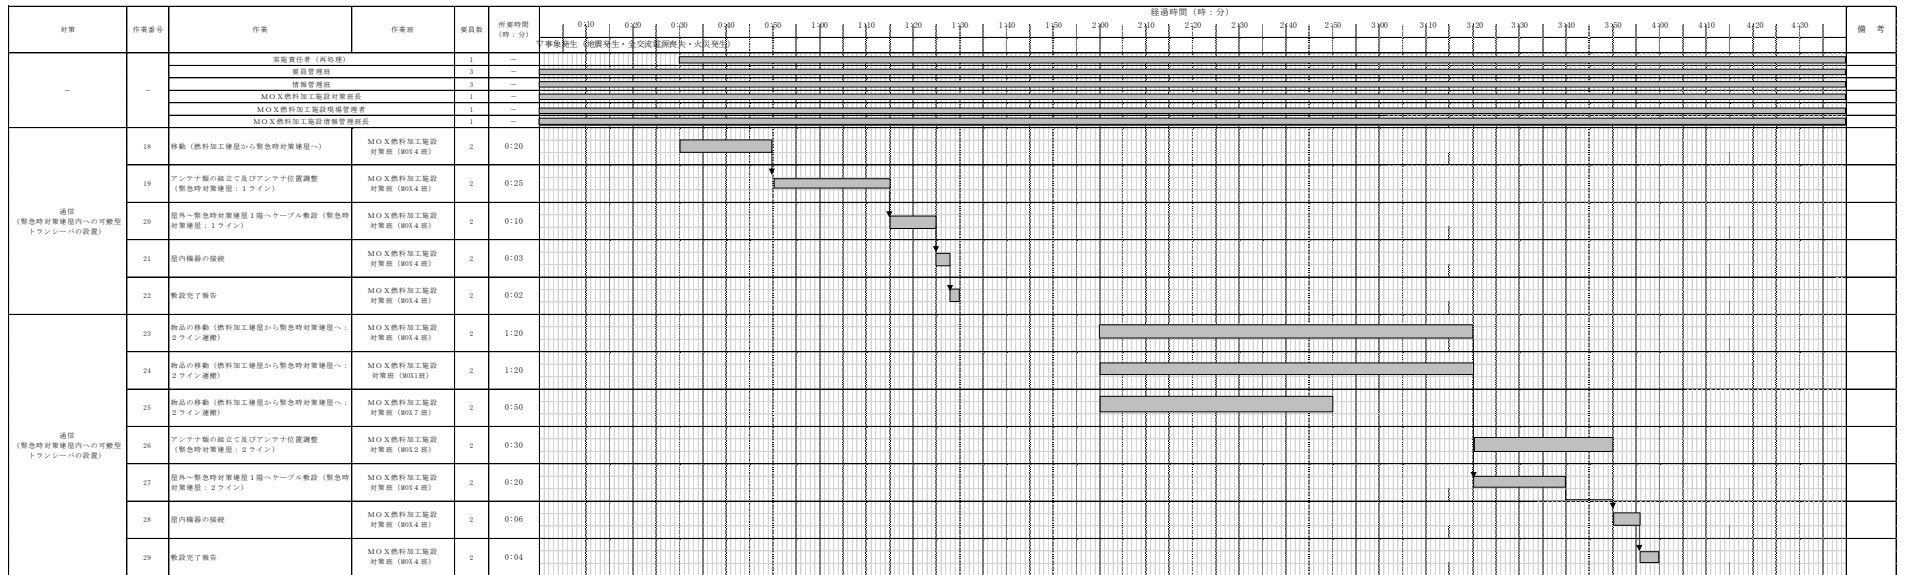 経過時間（時：分）
対策 作業番号 作業 作業班 要員数 所要時間
（時：分）
備 考
0:10 0:20 0:30 0:40 0:50 1:00 1:10 1:20 1:30 1:40 1:50 2:00 2:10 2:20 2:30 2:40 2:50 3:00 3:10 3:20 3:30 3:40 3:50 4:00 4:10 4:20 4:30
▽事象発生（地震発生・全交流電源喪失・火災発生）
－ －
実施責任者（再処理） 1 －
要員管理班 3 －
情報管理班 3 －
ＭＯＸ燃料加工施設対策班長 1 －
ＭＯＸ燃料加工施設現場管理者 1 －
ＭＯＸ燃料加工施設情報管理班長 1 －
通信
（緊急時対策建屋内への可搬型
トランシーバの設置）
18 移動（燃料加工建屋から緊急時対策建屋へ） ＭＯＸ燃料加工施設
対策班（MOX４班） 2 0:20
19 アンテナ類の組立て及びアンテナ位置調整
（緊急時対策建屋：１ライン） ＭＯＸ燃料加工施設
対策班（MOX４班） 2 0:25
20 屋外～緊急時対策建屋１階へケーブル敷設（緊急時
対策建屋：１ライン） ＭＯＸ燃料加工施設
対策班（MOX４班） 2 0:10
21 屋内機器の接続 ＭＯＸ燃料加工施設
対策班（MOX４班） 2 0:03
22 敷設完了報告 ＭＯＸ燃料加工施設
対策班（MOX４班） 2 0:02
通信
（緊急時対策建屋内への可搬型
トランシーバの設置）
23 物品の移動（燃料加工建屋から緊急時対策建屋へ：
２ライン運搬） ＭＯＸ燃料加工施設
対策班（MOX４班） 2 1:20
24 物品の移動（燃料加工建屋から緊急時対策建屋へ：
２ライン運搬） ＭＯＸ燃料加工施設
対策班（MOX1班） 2 1:20
25 物品の移動（燃料加工建屋から緊急時対策建屋へ：
２ライン運搬） ＭＯＸ燃料加工施設
対策班（MOX７班） 2 0:50
26 アンテナ類の組立て及びアンテナ位置調整
（緊急時対策建屋：２ライン） ＭＯＸ燃料加工施設
対策班（MOX２班） 2 0:30
27 屋外～緊急時対策建屋１階へケーブル敷設（緊急時
対策建屋：２ライン） ＭＯＸ燃料加工施設
対策班（MOX４班） 2 0:20
28 屋内機器の接続 ＭＯＸ燃料加工施設
対策班（MOX４班） 2 0:06
29 敷設完了報告 ＭＯＸ燃料加工施設
対策班（MOX４班） 2 0:04